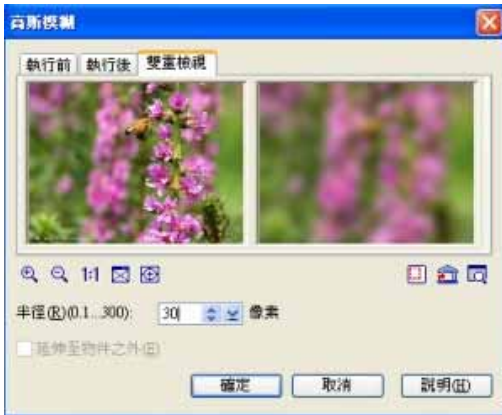 高斯模糊
執行前 執行後 雙重檢視
1:1
半徑(R)(0.1...300): 30 像素
延伸至物件之外(E)
確定 取消 說明(H)